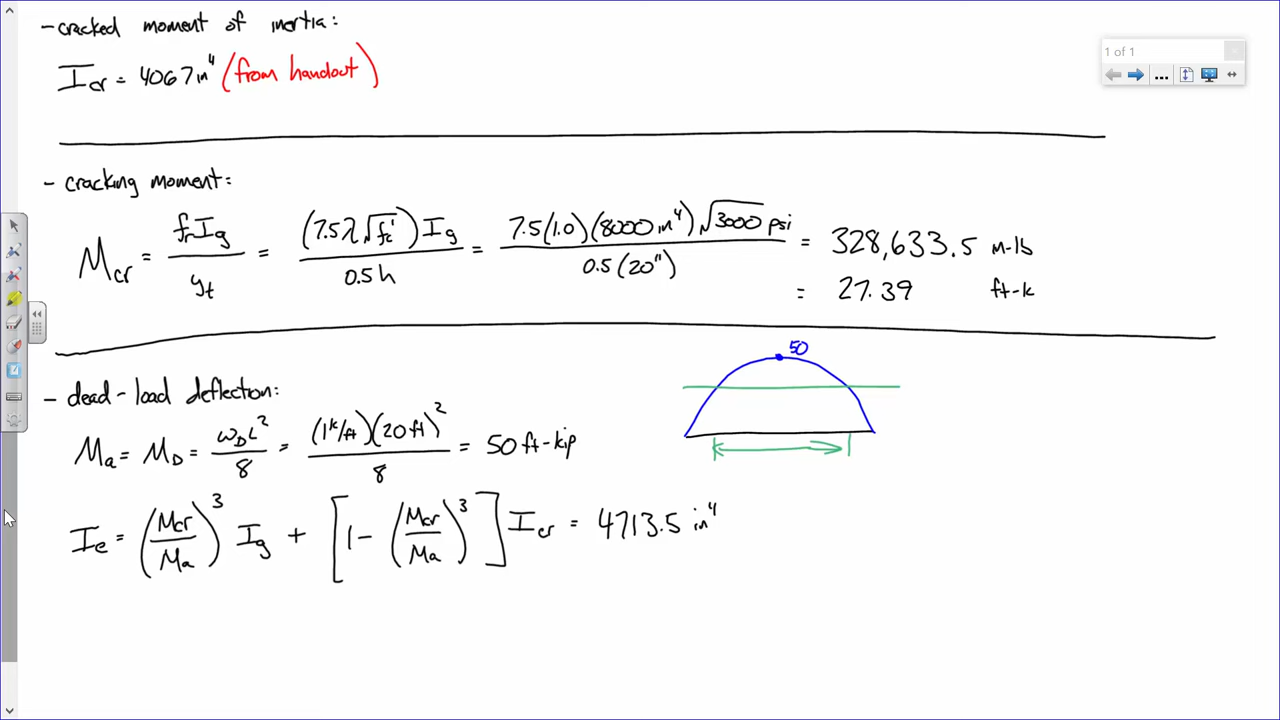 - cracked moment of inertia:
Icr = 4067 in⁴ (from handout)
1 of 1
- cracking moment:
Mcr = frIg / yt = (7.5λ√f'c) Ig / 0.5h = 7.5(1.0)(8000 in⁴)√3000 psi / 0.5(20") = 328,633.5 in-lb
= 27.39 ft-k
50
- dead-load deflection:
Ma = MD = ωDL² / 8 = (1 k/ft)(20ft)² / 8 = 50 ft-kip
Ie = (Mcr / Ma)³ Ig + [1 - (Mcr / Ma)³] Icr = 4713.5 in⁴